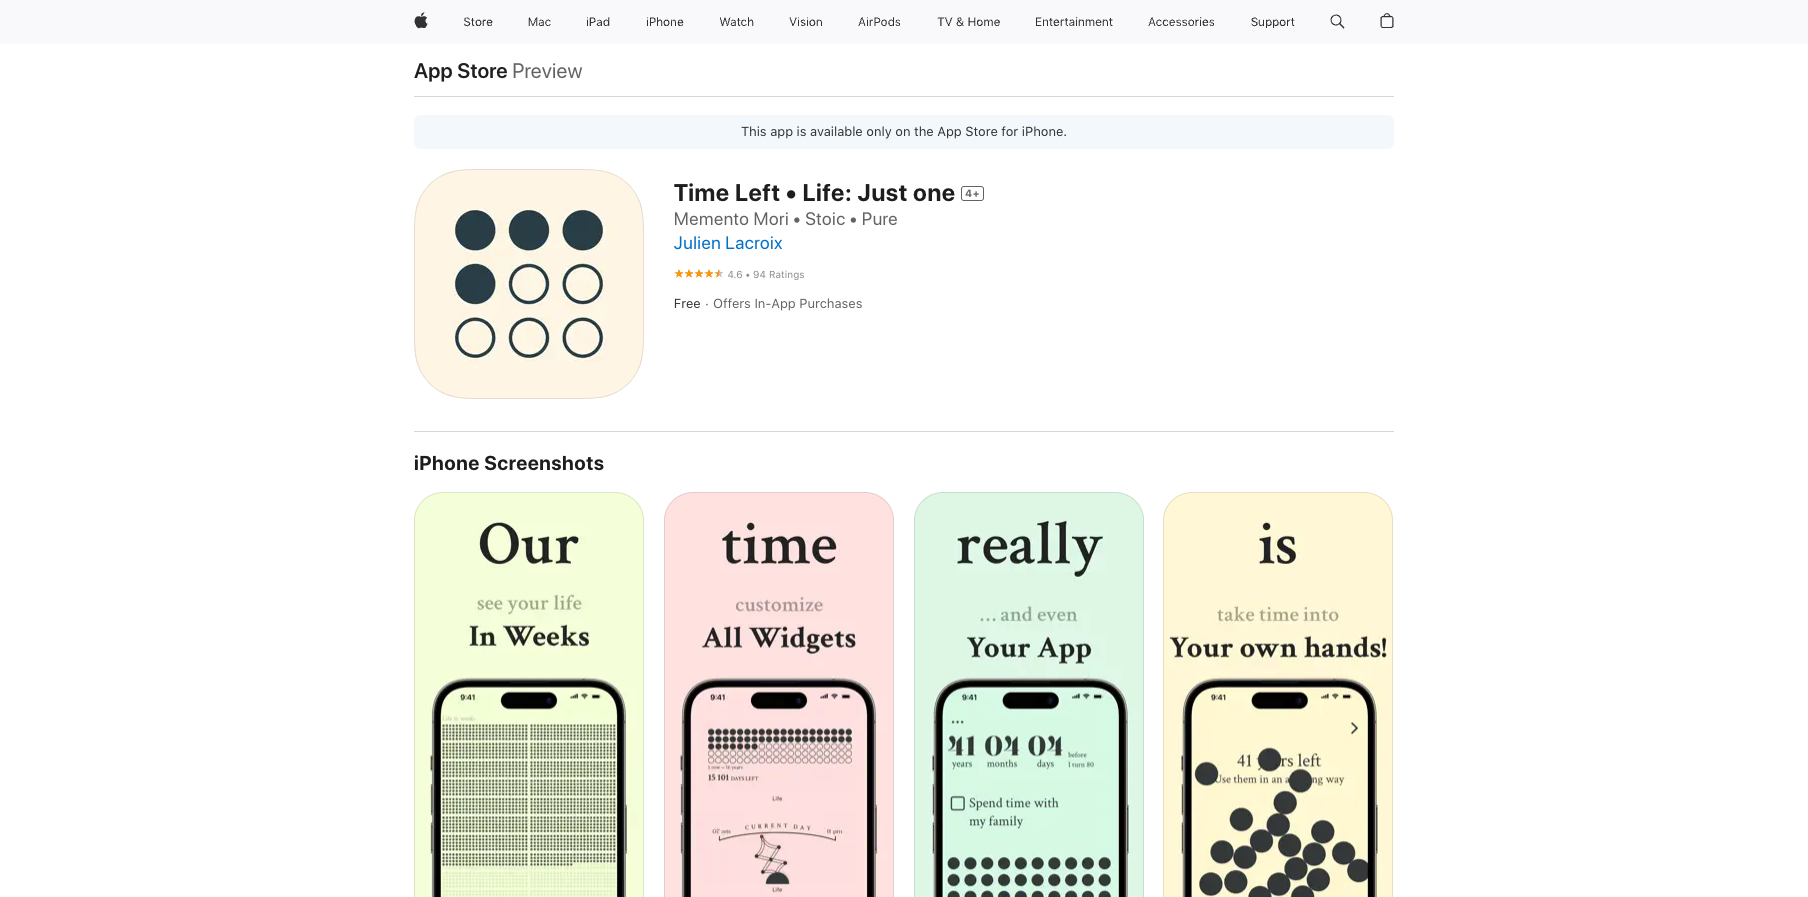 Store Mac iPad iPhone Watch Vision AirPods TV & Home Entertainment Accessories Support
App Store Preview
This app is available only on the App Store for iPhone.
Time Left • Life: Just one 4+
Memento Mori • Stoic • Pure
Julien Lacroix
4.6 • 94 Ratings
Free · Offers In-App Purchases
iPhone Screenshots
Our
see your life
In Weeks
9:41
time
customize
All Widgets
9:41
15 101 DAYS LEFT
Life
CURRENT DAY
11 pm
Life
really
... and even
Your App
9:41
...
41 04 04 before
years months days I turn 80
Spend time with
my family
is
take time into
Your own hands!
9:41
left
Use them in an
way